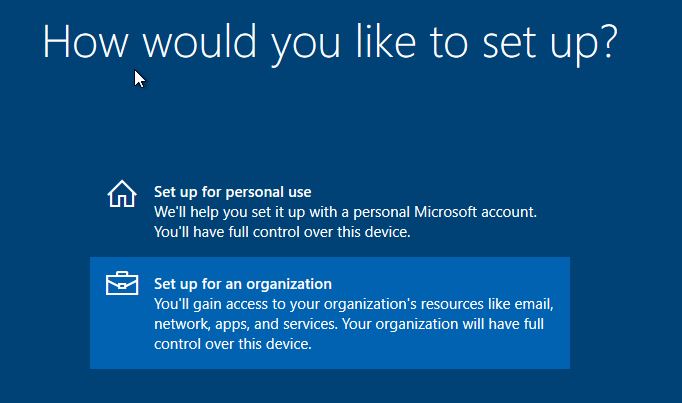 How would you like to set up?
Set up for personal use
We'll help you set it up with a personal Microsoft account.
You'll have full control over this device.
Set up for an organization
You'll gain access to your organization's resources like email,
network, apps, and services. Your organization will have full
control over this device.